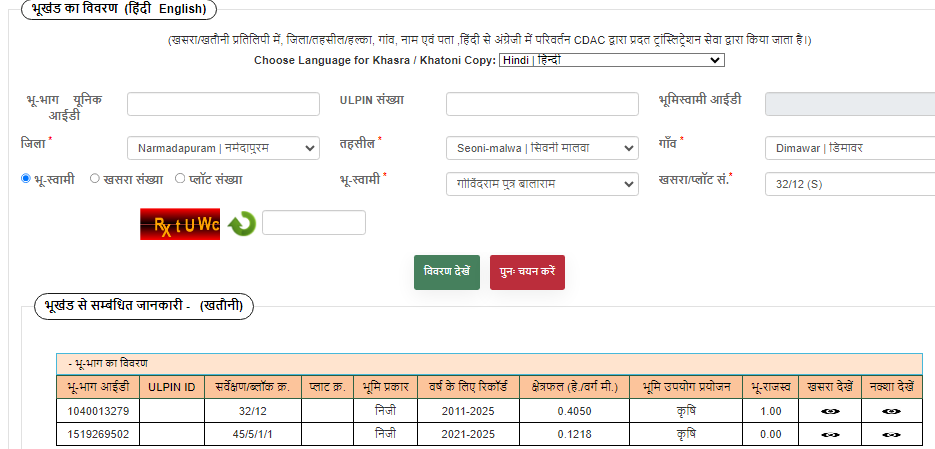 भूखंड का विवरण (हिंदी English)
(खसरा/खतौनी प्रतिलिपी में, जिला/तहसील/हल्का, गांव, नाम एवं पता ,हिंदी से अंग्रेजी में परिवर्तन CDAC द्वारा प्रदत ट्रांस्लिट्रेशन सेवा द्वारा किया जाता है।)
Choose Language for Khasra / Khatoni Copy: Hindi | हिन्दी
भू-भाग यूनिक आईडी ULPIN संख्या भूमिस्वामी आईडी
जिला * Narmadapuram | नर्मदापुरम तहसील * Seoni-malwa | सिवनी मालवा गाँव * Dimawar | डिमावर
भू-स्वामी खसरा संख्या प्लॉट संख्या भू-स्वामी * गोविंदराम पुत्र बालाराम खसरा/प्लॉट सं.* 32/12 (S)
RxtUWc
विवरण देखें पुनः चयन करें
भूखंड से सम्बंधित जानकारी - (खतौनी)
- भू-भाग का विवरण
भू-भाग आईडी ULPIN ID सर्वेक्षण/ब्लॉक क्र. प्लाट क्र. भूमि प्रकार वर्ष के लिए रिकॉर्ड क्षेत्रफल (हे./वर्ग मी.) भूमि उपयोग प्रयोजन भू-राजस्व खसरा देखें नक्शा देखें
1040013279 32/12 निजी 2011-2025 0.4050 कृषि 1.00
1519269502 45/5/1/1 निजी 2021-2025 0.1218 कृषि 0.00